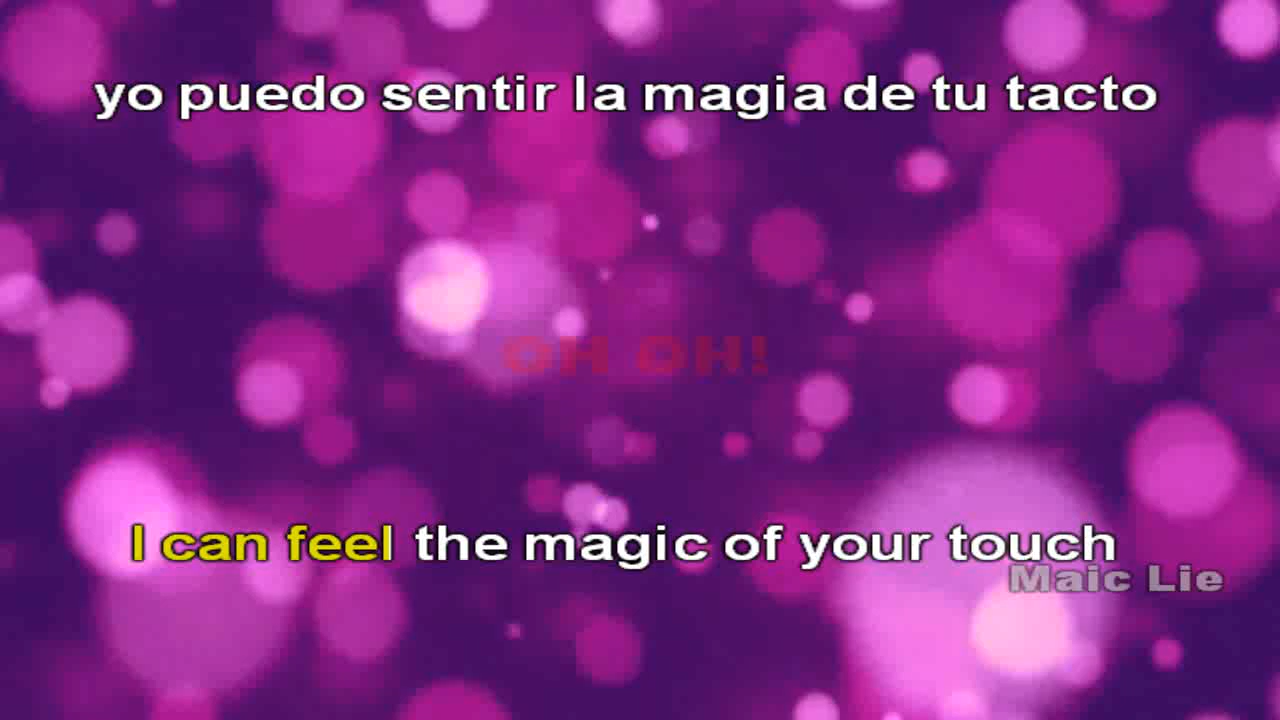 yo puedo sentir la magia de tu tacto
OH OH!
I can feel the magic of your touch
Maic Lie